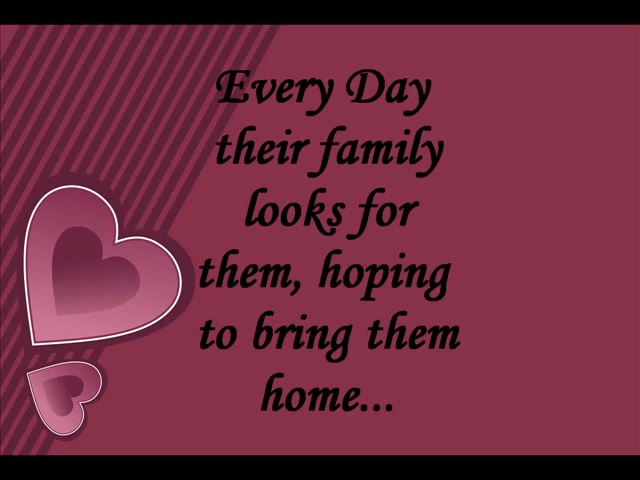 Every Day
their family
looks for
them, hoping
to bring them
home...